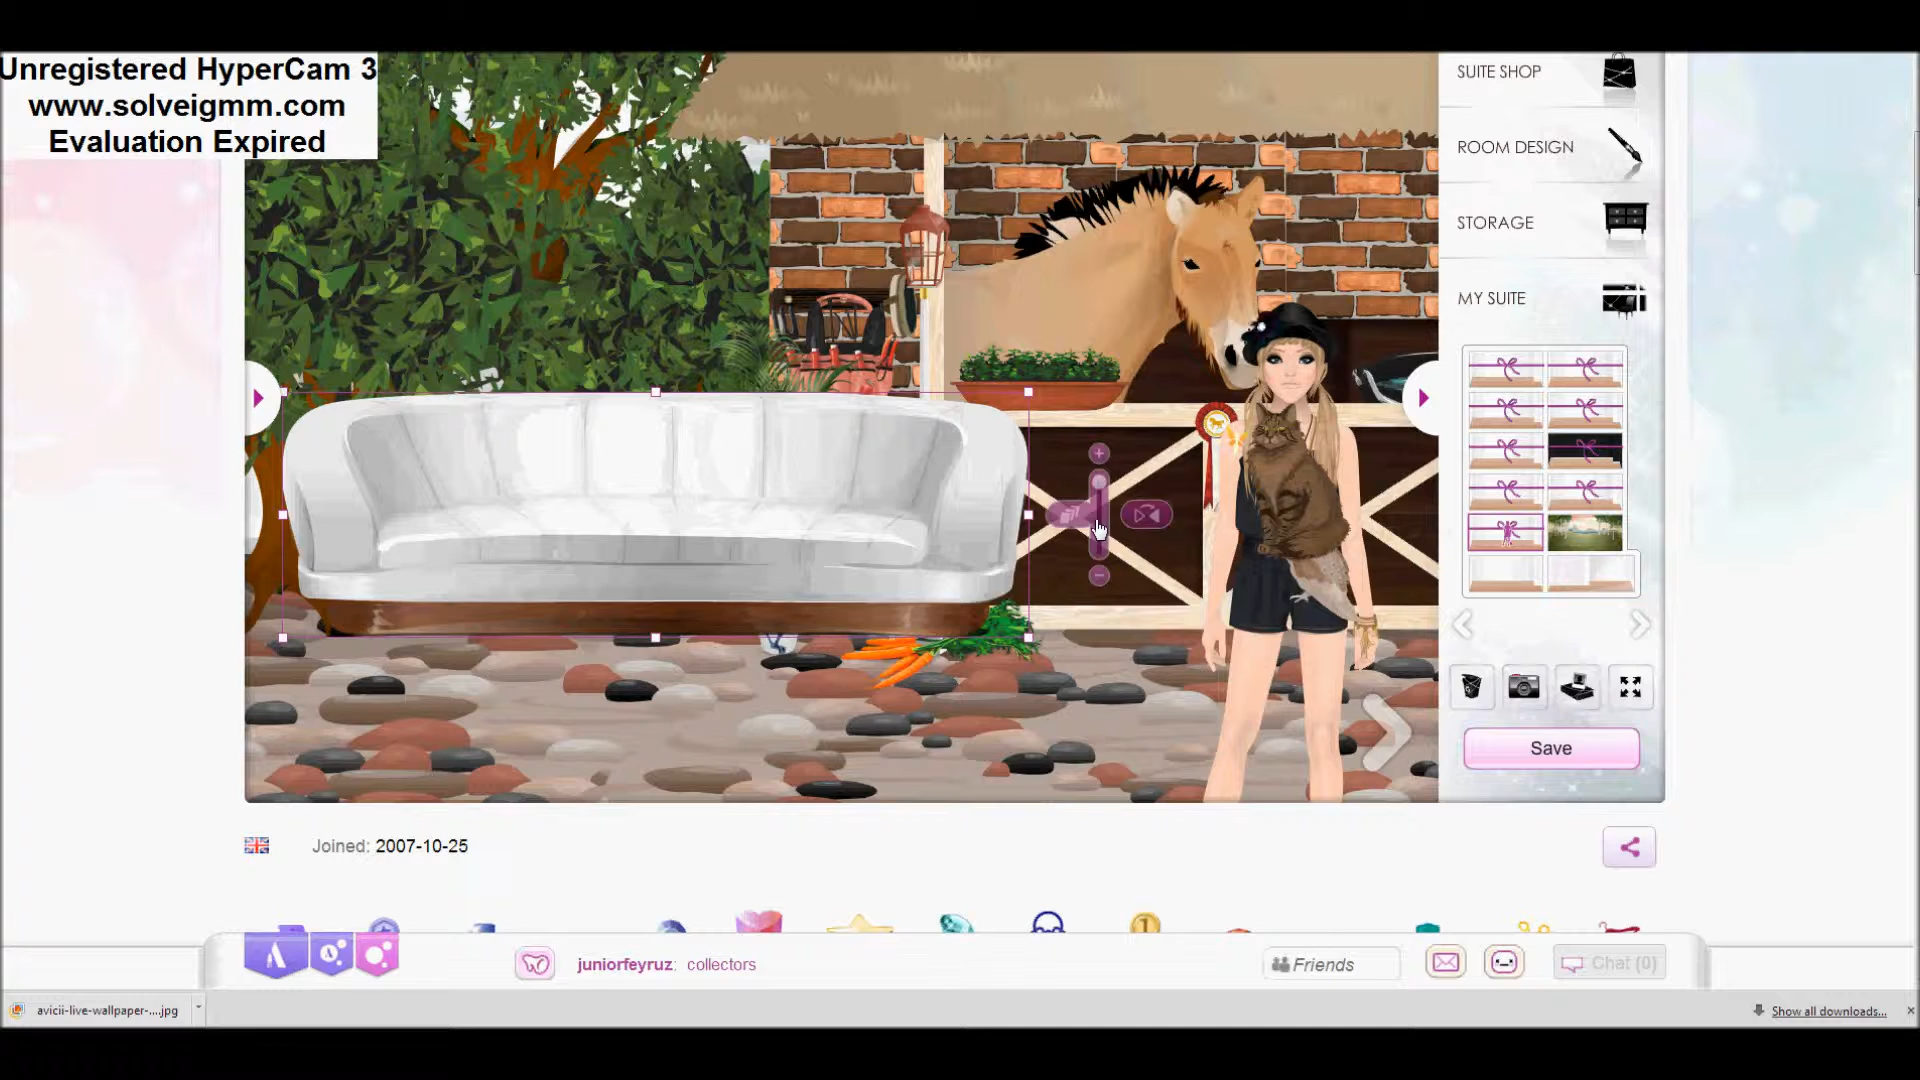 Unregistered HyperCam 3
www.solveigmm.com
Evaluation Expired
SUITE SHOP
ROOM DESIGN
STORAGE
MY SUITE
Save
Joined: 2007-10-25
juniorfeyruz: collectors
Friends
Chat (0)
avicii-live-wallpaper-....jpg
Show all downloads...